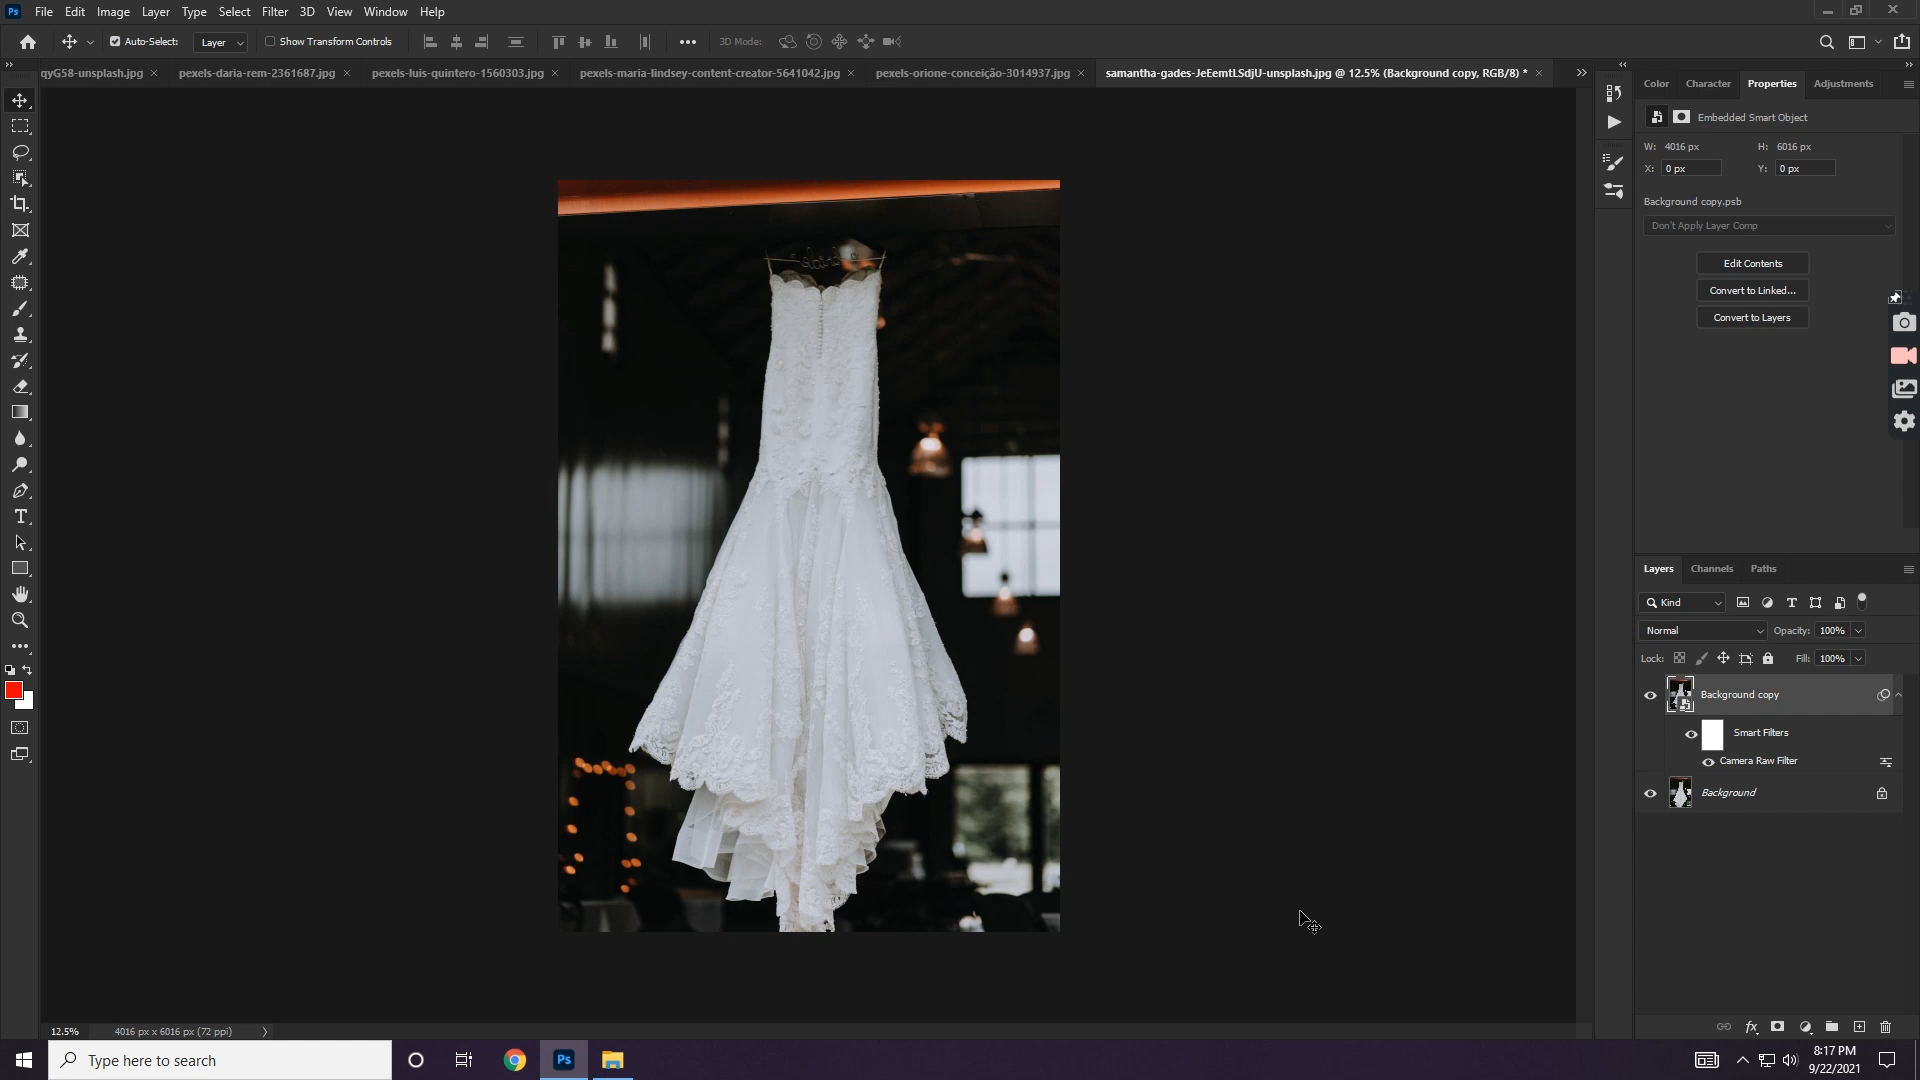 Ps File Edit Image Layer Type Select Filter 3D View Window Help
Auto-Select: Layer Show Transform Controls 3D Mode:
qyG58-unsplash.jpg pexels-daria-rem-2361687.jpg pexels-luis-quintero-1560303.jpg pexels-maria-lindsey-content-creator-5641042.jpg pexels-orione-conceição-3014937.jpg samantha-gades-JeEemtLSdjU-unsplash.jpg @ 12.5% (Background copy, RGB/8) *
Color Character Properties Adjustments
Embedded Smart Object
W: 4016 px H: 6016 px
X: 0 px Y: 0 px
Background copy.psb
Don't Apply Layer Comp
Edit Contents
Convert to Linked...
Convert to Layers
Layers Channels Paths
Kind
Normal Opacity: 100%
Lock: Fill: 100%
Background copy
Smart Filters
Camera Raw Filter
Background
12.5% 4016 px x 6016 px (72 ppi)
Type here to search
Ps
8:17 PM
9/22/2021